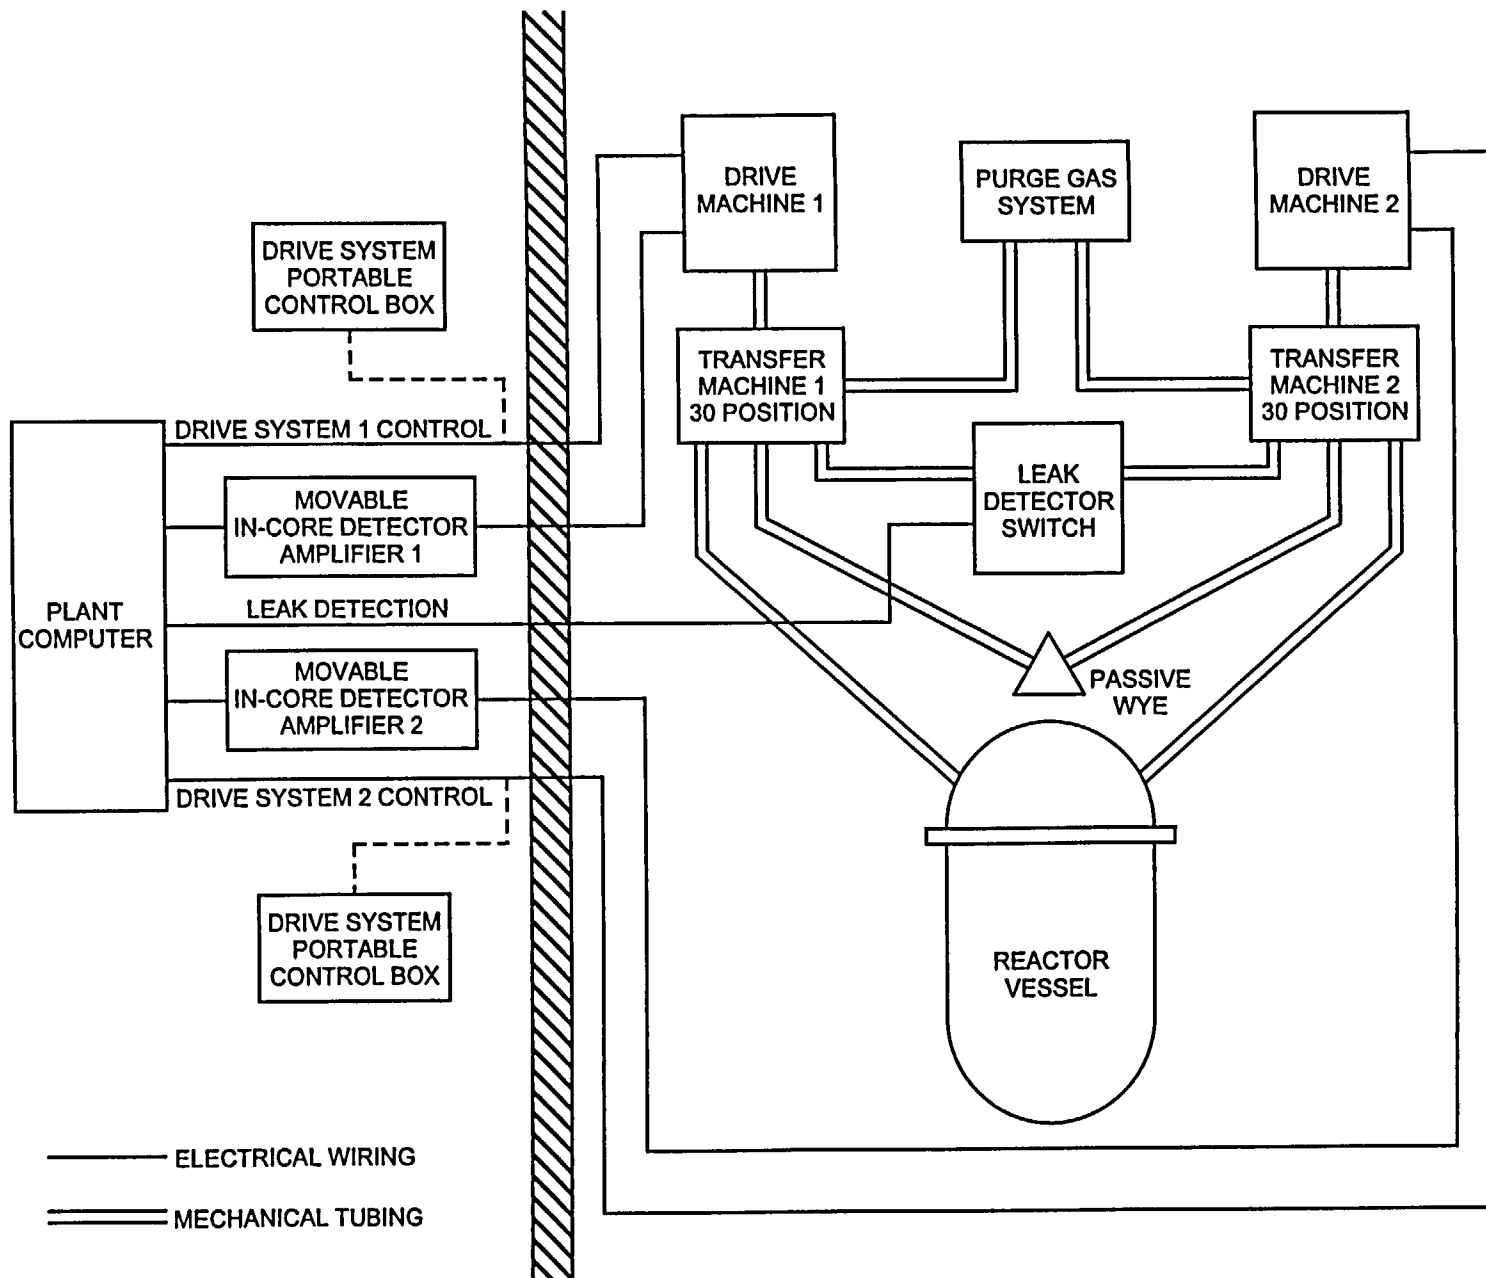 DRIVE
MACHINE 1
PURGE GAS
SYSTEM
DRIVE
MACHINE 2
DRIVE SYSTEM
PORTABLE
CONTROL BOX
TRANSFER
MACHINE 1
30 POSITION
TRANSFER
MACHINE 2
30 POSITION
DRIVE SYSTEM 1 CONTROL
LEAK
DETECTOR
SWITCH
MOVABLE
IN-CORE DETECTOR
AMPLIFIER 1
PLANT
COMPUTER
LEAK DETECTION
MOVABLE
IN-CORE DETECTOR
AMPLIFIER 2
PASSIVE
WYE
DRIVE SYSTEM 2 CONTROL
DRIVE SYSTEM
PORTABLE
CONTROL BOX
REACTOR
VESSEL
ELECTRICAL WIRING
MECHANICAL TUBING